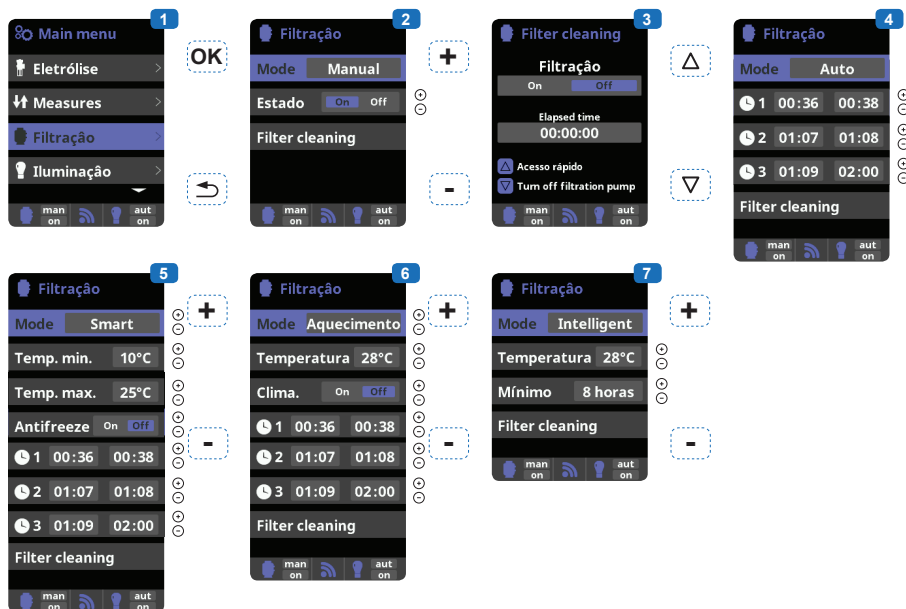 1
Main menu
Eletrólise
Measures
Filtração
Iluminação
man on
aut on
OK
2
Filtração
Mode Manual
Estado On Off
Filter cleaning
man on
aut on
+
-
3
Filter cleaning
Filtração
On Off
Elapsed time
00:00:00
Acesso rápido
Turn off filtration pump
man on
aut on
4
Filtração
Mode Auto
1 00:36 00:38
2 01:07 01:08
3 01:09 02:00
Filter cleaning
man on
aut on
5
Filtração
Mode Smart
Temp. min. 10°C
Temp. max. 25°C
Antifreeze On Off
1 00:36 00:38
2 01:07 01:08
3 01:09 02:00
Filter cleaning
man on
aut on
+
-
6
Filtração
Mode Aquecimento
Temperatura 28°C
Clima. On Off
1 00:36 00:38
2 01:07 01:08
3 01:09 02:00
Filter cleaning
man on
aut on
+
-
7
Filtração
Mode Intelligent
Temperatura 28°C
Mínimo 8 horas
Filter cleaning
man on
aut on
+
-